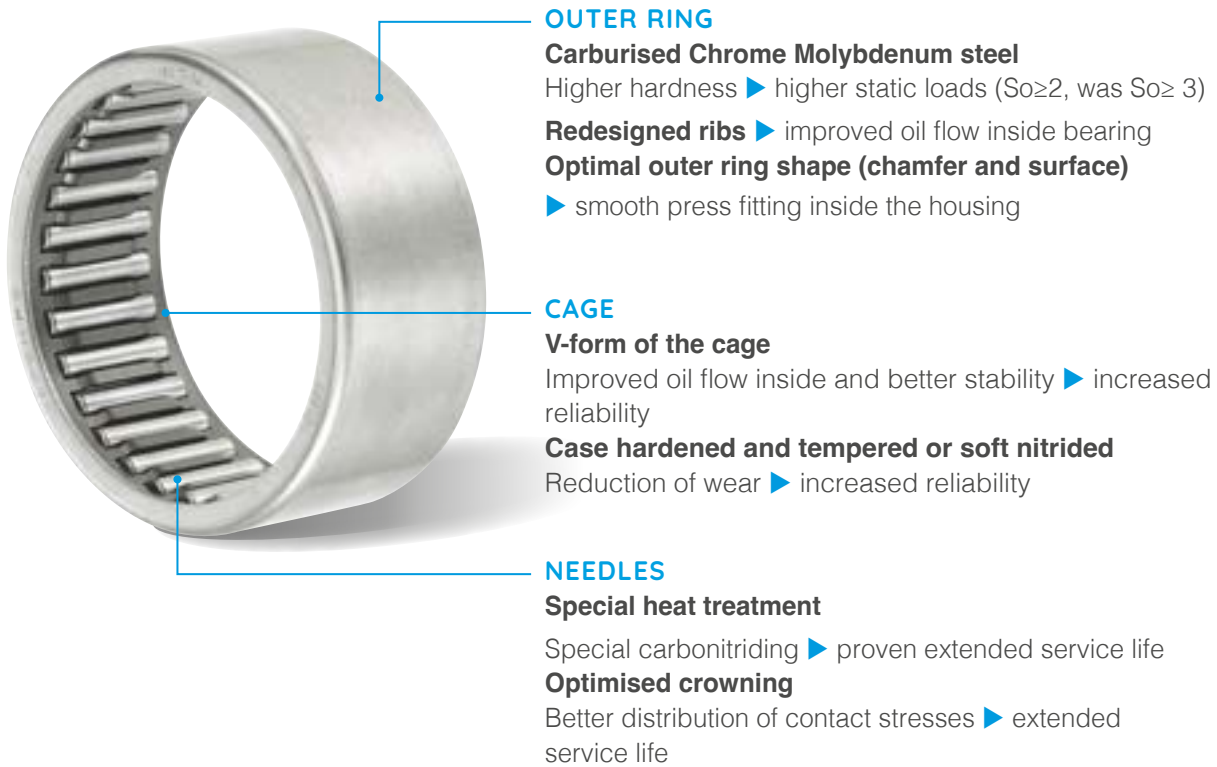 OUTER RING
Carburised Chrome Molybdenum steel
Higher hardness ▶ higher static loads (So≥2, was So≥ 3)
Redesigned ribs ▶ improved oil flow inside bearing
Optimal outer ring shape (chamfer and surface)
▶ smooth press fitting inside the housing
CAGE
V-form of the cage
Improved oil flow inside and better stability ▶ increased
reliability
Case hardened and tempered or soft nitrided
Reduction of wear ▶ increased reliability
NEEDLES
Special heat treatment
Special carbonitriding ▶ proven extended service life
Optimised crowning
Better distribution of contact stresses ▶ extended
service life